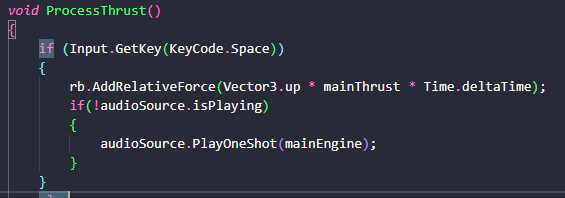 void ProcessThrust()
{
if (Input.GetKey(KeyCode.Space))
{
rb.AddRelativeForce(Vector3.up * mainThrust * Time.deltaTime);
if(!audioSource.isPlaying)
{
audioSource.PlayOneShot(mainEngine);
}
}